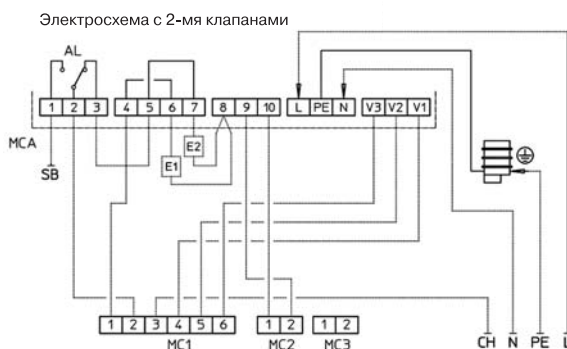 Электросхема с 2-мя клапанами
AL
1 2 3 4 5 6 7 8 9 10 L PE N V3 V2 V1
MCA
SB
E1 E2
1 2 3 4 5 6 1 2 1 2
MC1 MC2 MC3 CH N PE L